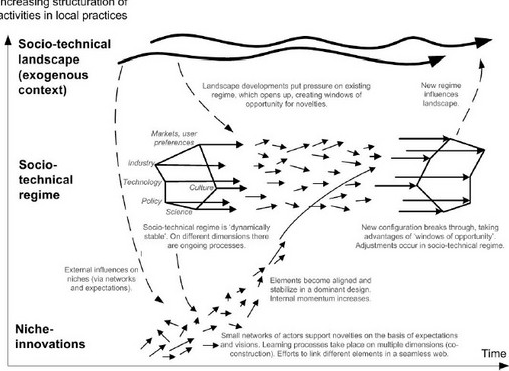 increasing structuration of
activities in local practices
Socio-technical
landscape
(exogenous
context)
Landscape developments put pressure on existing
regime, which opens up, creating windows of
opportunity for novelties.
New regime
influences
landscape.
Markets, user
preferences
Industry
Technology
Culture
Policy
Science
Socio-
technical
regime
Socio-technical regime is ‘dynamically
stable’. On different dimensions there
are ongoing processes.
New configuration breaks through, taking
advantages of ‘windows of opportunity’.
Adjustments occur in socio-technical regime.
External influences on
niches (via networks
and expectations).
Elements become aligned and
stabilize in a dominant design.
Internal momentum increases.
Niche-
innovations
Small networks of actors support novelties on the basis of expectations
and visions. Learning processes take place on multiple dimensions (co-
construction). Efforts to link different elements in a seamless web.
Time